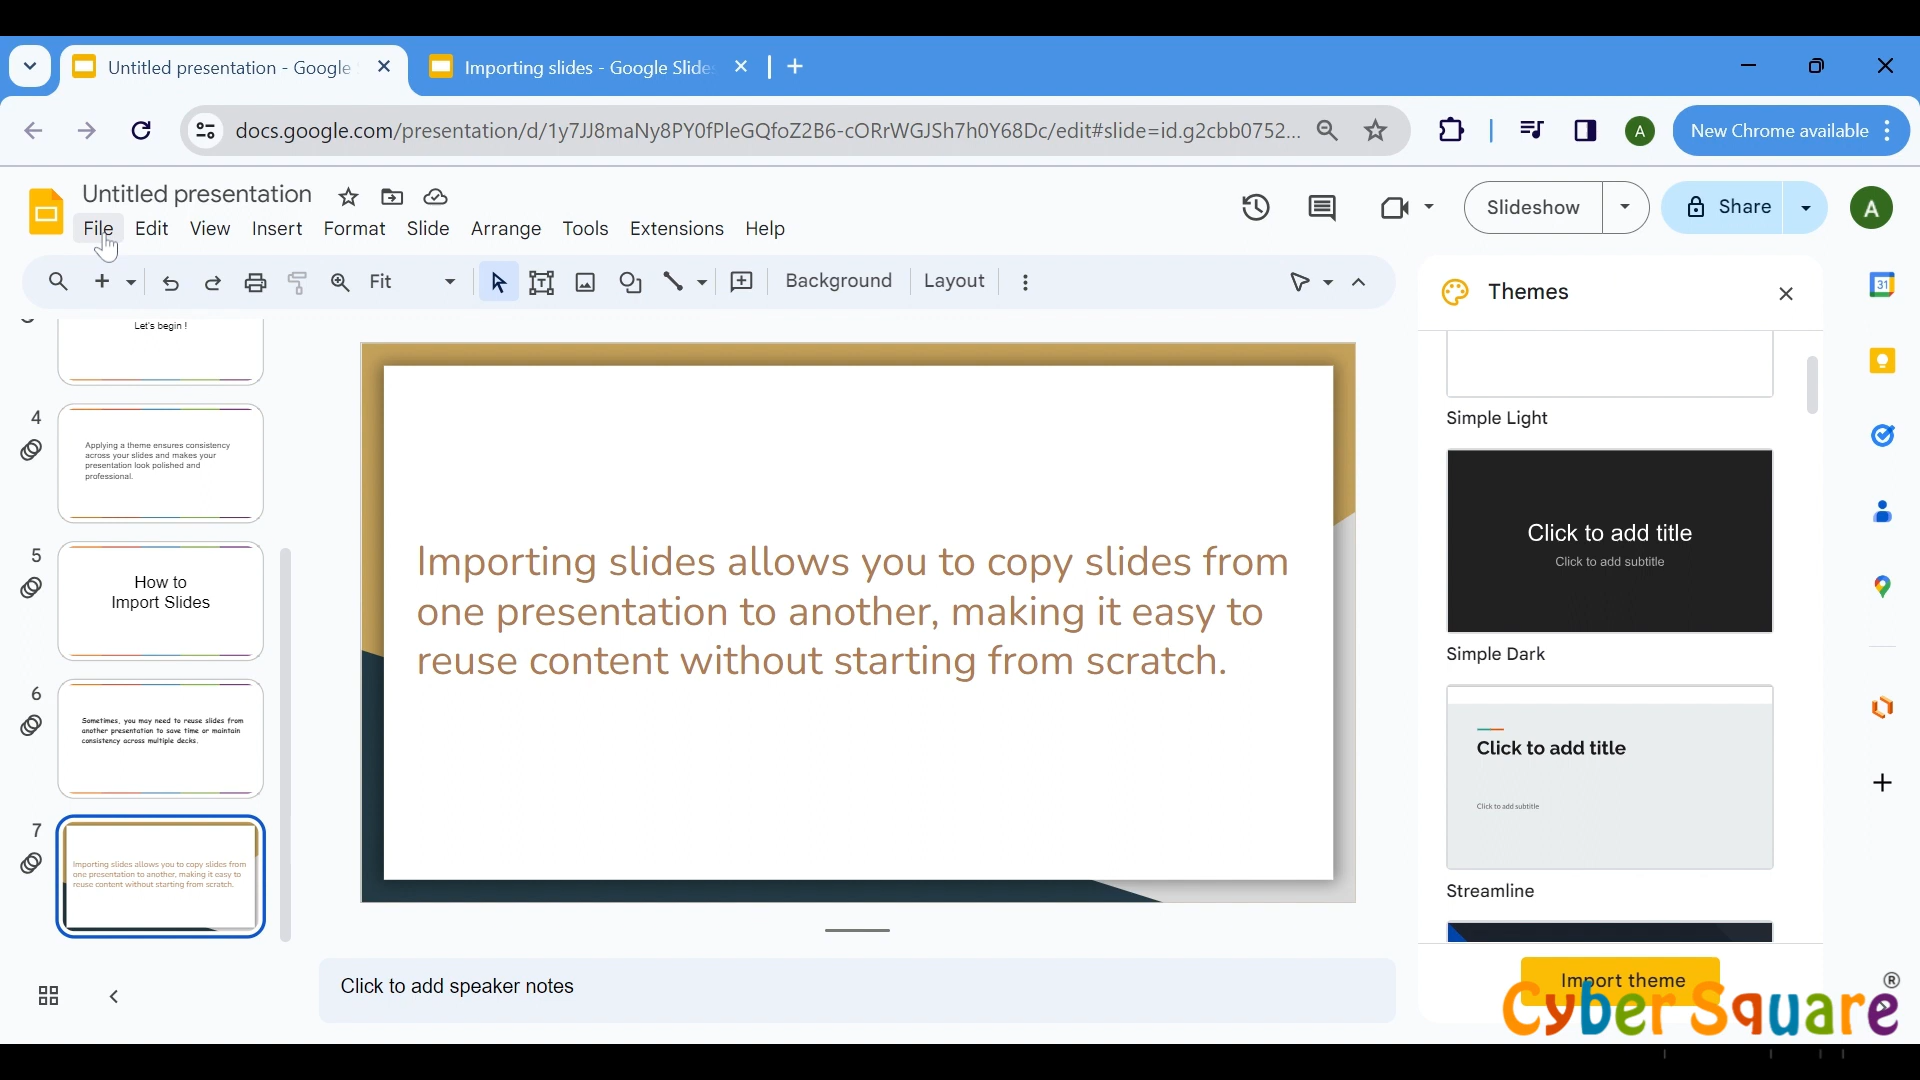 Untitled presentation - Google
Importing slides - Google Slide
docs.google.com/presentation/d/1y7JJ8maNy8PY0fPleGQfoZ2B6-cORrWGJSh7h0Y68Dc/edit#slide=id.g2cbb0752...
A
New Chrome available
Untitled presentation
File Edit View Insert Format Slide Arrange Tools Extensions Help
Slideshow
Share
A
Fit
Background
Layout
Themes
31
Let's begin !
4
Applying a theme ensures consistency
across your slides and makes your
presentation look polished and
professional.
5
How to
Import Slides
6
Sometimes, you may need to reuse slides from
another presentation to save time or maintain
consistency across multiple decks.
7
Importing slides allows you to copy slides from
one presentation to another, making it easy to
reuse content without starting from scratch.
Importing slides allows you to copy slides from
one presentation to another, making it easy to
reuse content without starting from scratch.
Click to add speaker notes
Simple Light
Click to add title
Click to add subtitle
Simple Dark
Click to add title
Click to add subtitle
Streamline
Import theme
Cyber Square ®